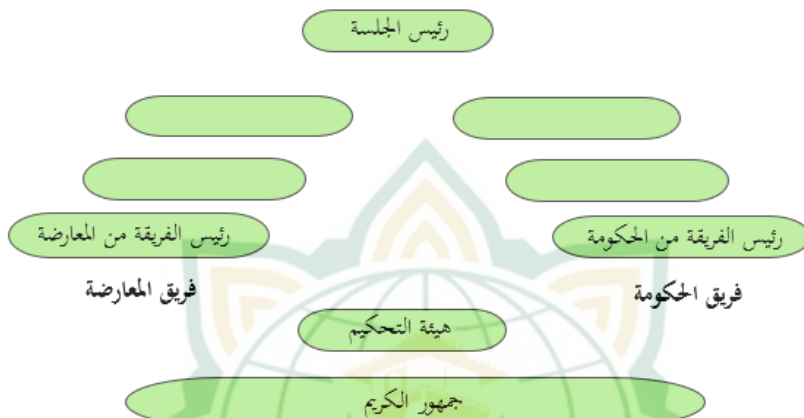 رئيس الجلسة
رئيس الفريقة من الحكومة
رئيس الفريقة من المعارضة
فريق الحكومة
فريق المعارضة
هيئة التحكيم
جمهور الكريم